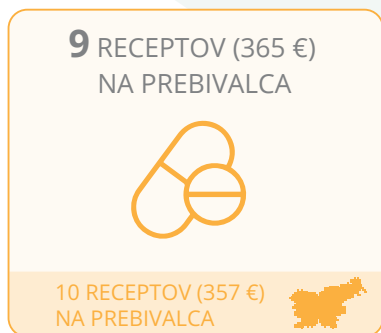 9 RECEPTOV (365 €)
NA PREBIVALCA
10 RECEPTOV (357 €)
NA PREBIVALCA